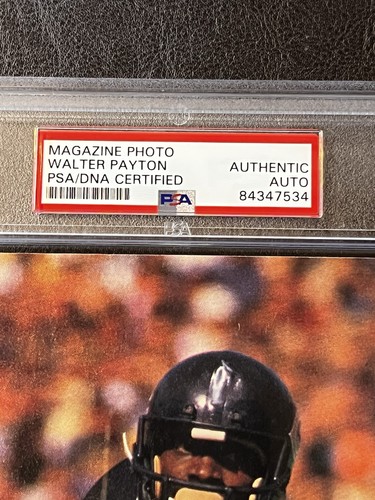 MAGAZINE PHOTO
WALTER PAYTON
PSA/DNA CERTIFIED
AUTHENTIC
AUTO
84347534
PSA